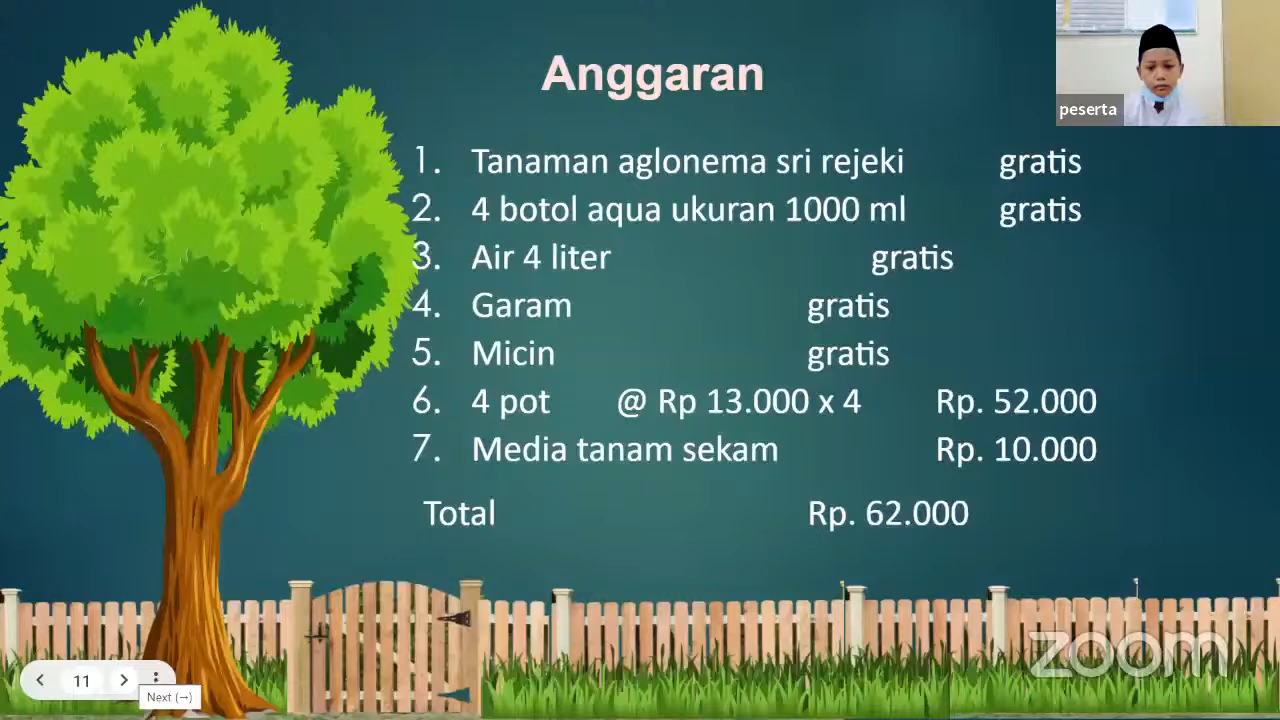 Anggaran
peserta
1. Tanaman aglonema sri rejeki gratis
2. 4 botol aqua ukuran 1000 ml gratis
3. Air 4 liter gratis
4. Garam gratis
5. Micin gratis
6. 4 pot @ Rp 13.000 x 4 Rp. 52.000
7. Media tanam sekam Rp. 10.000
Total Rp. 62.000
zoom
11
Next (→)